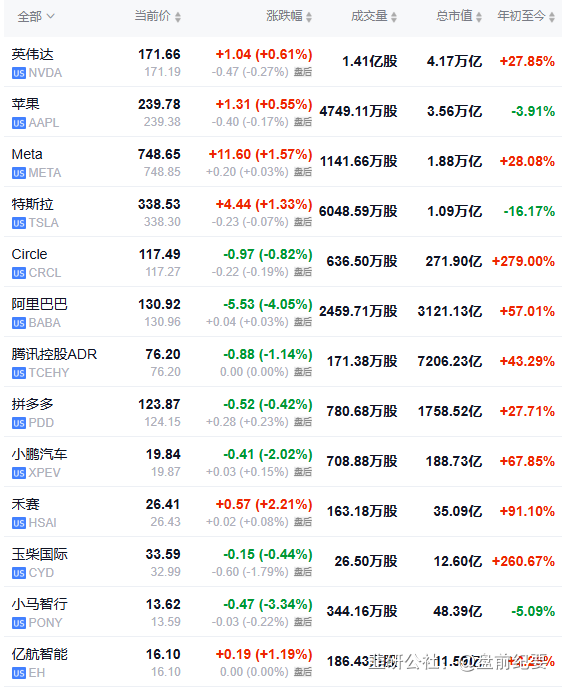 全部 当前价 涨跌幅 成交量 总市值 年初至今
英伟达 171.66 +1.04 (+0.61%) 1.41亿股 4.17万亿 +27.85%
US NVDA 171.19 -0.47 (-0.27%) 盘后
苹果 239.78 +1.31 (+0.55%) 4749.11万股 3.56万亿 -3.91%
US AAPL 239.38 -0.40 (-0.17%) 盘后
Meta 748.65 +11.60 (+1.57%) 1141.66万股 1.88万亿 +28.08%
US META 748.85 +0.20 (+0.03%) 盘后
特斯拉 338.53 +4.44 (+1.33%) 6048.59万股 1.09万亿 -16.17%
US TSLA 338.30 -0.23 (-0.07%) 盘后
Circle 117.49 -0.97 (-0.82%) 636.50万股 271.90亿 +279.00%
US CRCL 117.27 -0.22 (-0.19%) 盘后
阿里巴巴 130.92 -5.53 (-4.05%) 2459.71万股 3121.13亿 +57.01%
US BABA 130.96 +0.04 (+0.03%) 盘后
腾讯控股ADR 76.20 -0.88 (-1.14%) 171.38万股 7206.23亿 +43.29%
US TCEHY 76.20 0.00 (0.00%) 盘后
拼多多 123.87 -0.52 (-0.42%) 780.68万股 1758.52亿 +27.71%
US PDD 124.15 +0.28 (+0.23%) 盘后
小鹏汽车 19.84 -0.41 (-2.02%) 708.88万股 188.73亿 +67.85%
US XPEV 19.87 +0.03 (+0.15%) 盘后
禾赛 26.41 +0.57 (+2.21%) 163.18万股 35.09亿 +91.10%
US HSAI 26.43 +0.02 (+0.08%) 盘后
玉柴国际 33.59 -0.15 (-0.44%) 26.50万股 12.60亿 +260.67%
US CYD 32.99 -0.60 (-1.79%) 盘后
小马智行 13.62 -0.47 (-3.34%) 344.16万股 48.39亿 -5.09%
US PONY 13.59 -0.03 (-0.22%) 盘后
亿航智能 16.10 +0.19 (+1.19%) 186.43万股
US EH 16.10 0.00 (0.00%) 盘后
韭研公社 @盘前纪要